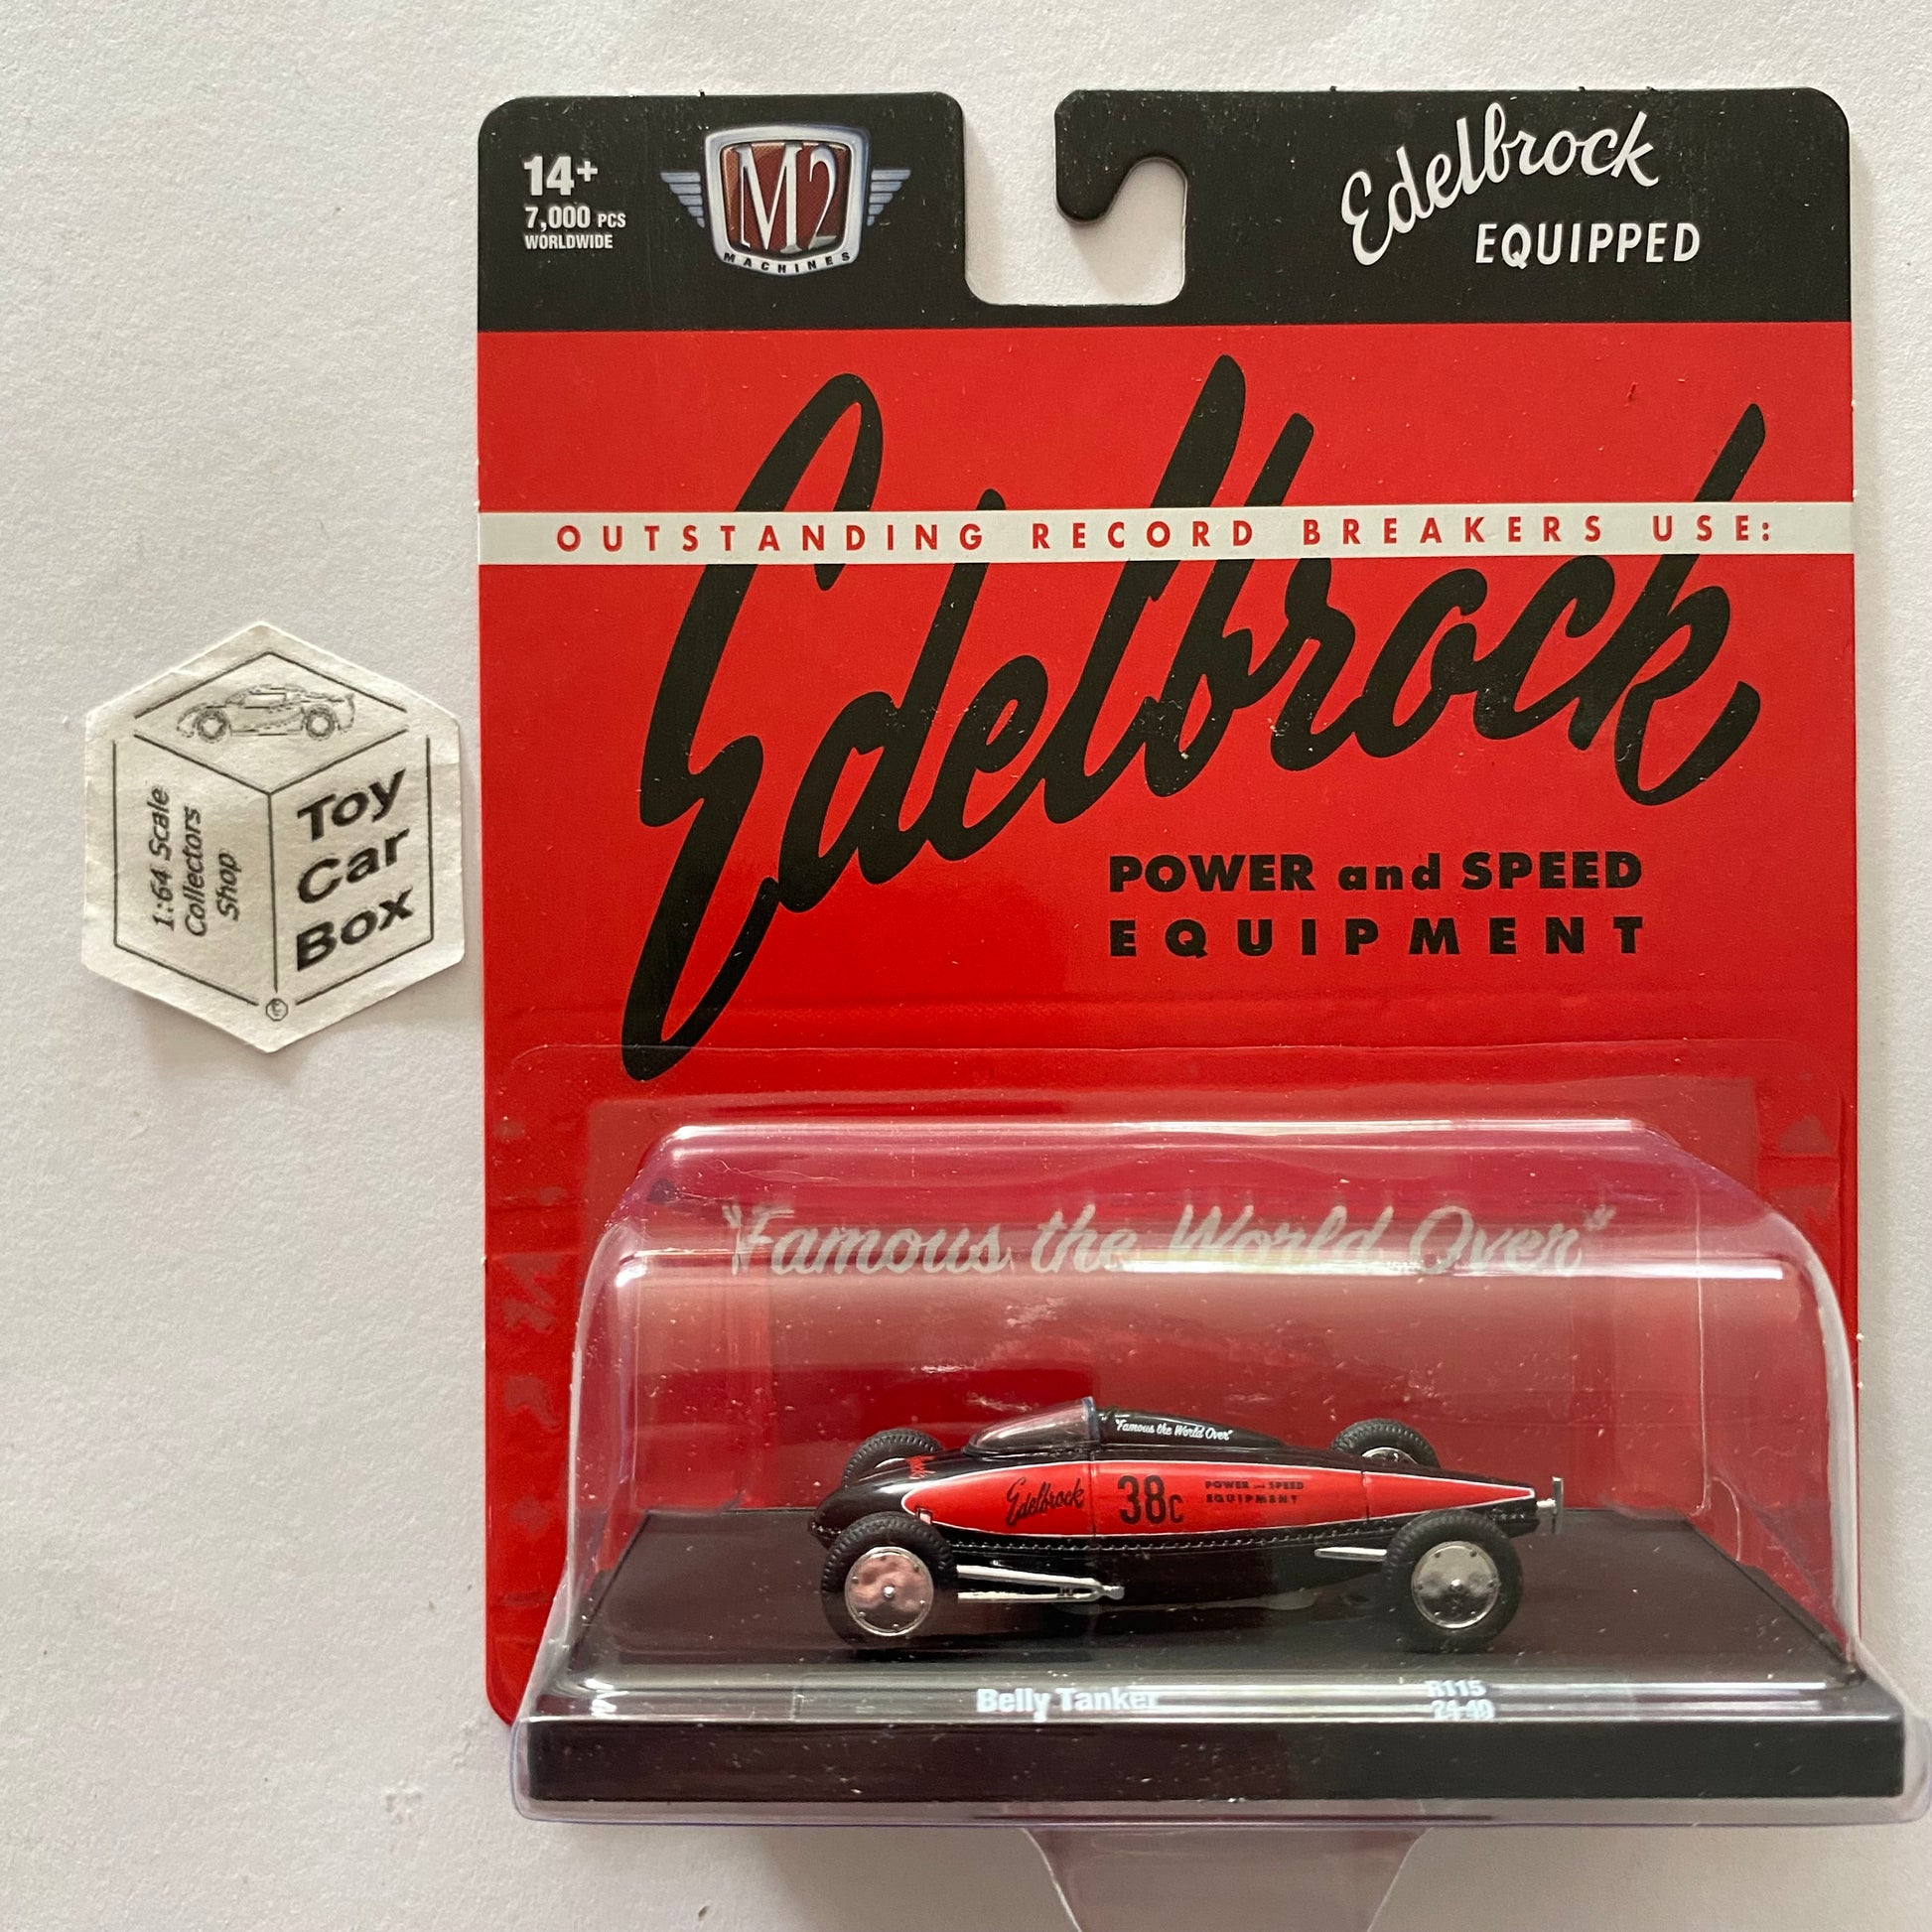 14+
7,000 PCS
WORLDWIDE
M2
MACHINES
Edelbrock
EQUIPPED
OUTSTANDING RECORD BREAKERS USE:
Edelbrock
POWER and SPEED
EQUIPMENT
1:64 Scale
Collectors
Shop
Toy
Car
Box
"Famous the World Over"
"Famous the World Over"
Edelbrock
38C
POWER and SPEED
EQUIPMENT
Belly Tanker
R115
24-40